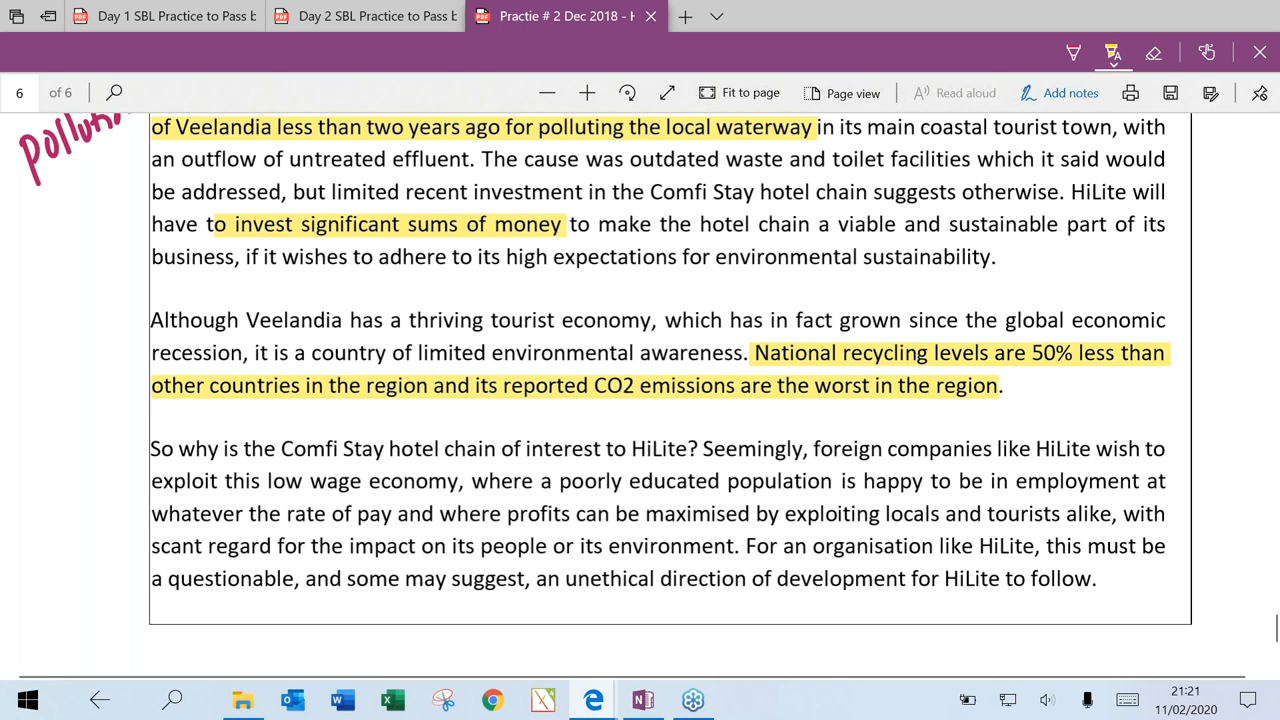 Day 1 SBL Practice to Pass b
Day 2 SBL Practice to Pass b
Practie # 2 Dec 2018 - H
6 of 6
Fit to page
Page view
Read aloud
Add notes
of Veelandia less than two years ago for polluting the local waterway in its main coastal tourist town, with
an outflow of untreated effluent. The cause was outdated waste and toilet facilities which it said would
be addressed, but limited recent investment in the Comfi Stay hotel chain suggests otherwise. HiLite will
have to invest significant sums of money to make the hotel chain a viable and sustainable part of its
business, if it wishes to adhere to its high expectations for environmental sustainability.
Although Veelandia has a thriving tourist economy, which has in fact grown since the global economic
recession, it is a country of limited environmental awareness. National recycling levels are 50% less than
other countries in the region and its reported CO2 emissions are the worst in the region.
So why is the Comfi Stay hotel chain of interest to HiLite? Seemingly, foreign companies like HiLite wish to
exploit this low wage economy, where a poorly educated population is happy to be in employment at
whatever the rate of pay and where profits can be maximised by exploiting locals and tourists alike, with
scant regard for the impact on its people or its environment. For an organisation like HiLite, this must be
a questionable, and some may suggest, an unethical direction of development for HiLite to follow.
21:21
11/02/2020